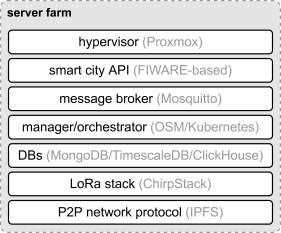 server farm
hypervisor (Proxmox)
smart city API (FIWARE-based)
message broker (Mosquitto)
manager/orchestrator (OSM/Kubernetes)
DBs (MongoDB/TimescaleDB/ClickHouse)
LoRa stack (ChirpStack)
P2P network protocol (IPFS)